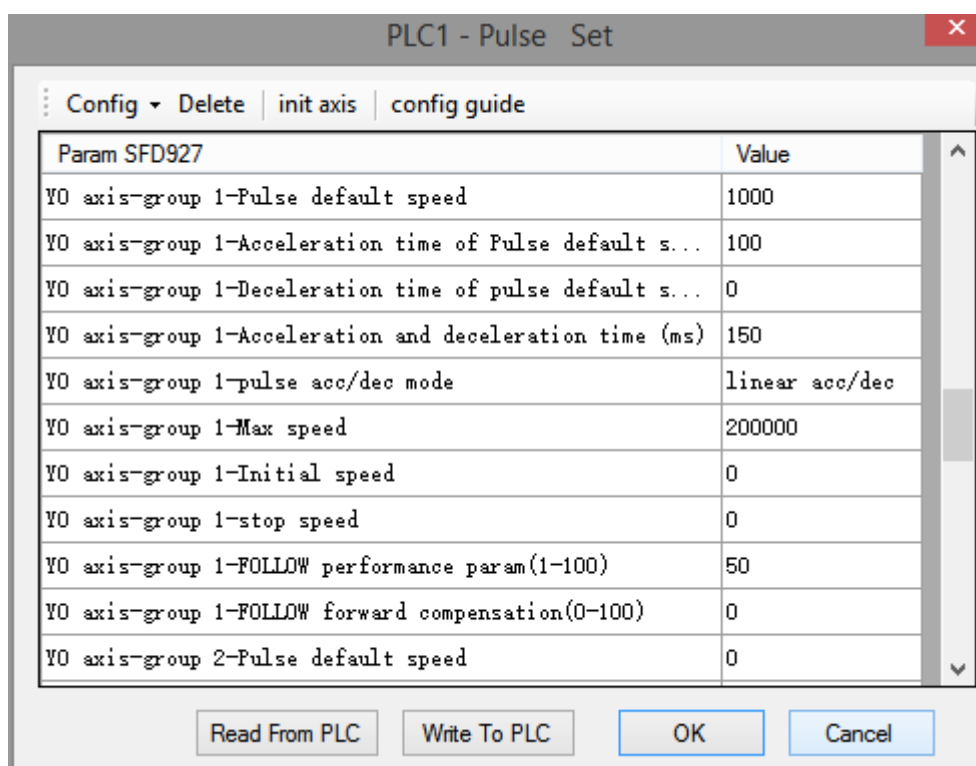 PLC1 - Pulse Set
Config Delete init axis config guide
Param SFD927 Value
Y0 axis-group 1-Pulse default speed 1000
Y0 axis-group 1-Acceleration time of Pulse default s... 100
Y0 axis-group 1-Deceleration time of pulse default s... 0
Y0 axis-group 1-Acceleration and deceleration time (ms) 150
Y0 axis-group 1-pulse acc/dec mode linear acc/dec
Y0 axis-group 1-Max speed 200000
Y0 axis-group 1-Initial speed 0
Y0 axis-group 1-stop speed 0
Y0 axis-group 1-FOLLOW performance param(1-100) 50
Y0 axis-group 1-FOLLOW forward compensation(0-100) 0
Y0 axis-group 2-Pulse default speed 0
Read From PLC Write To PLC OK Cancel